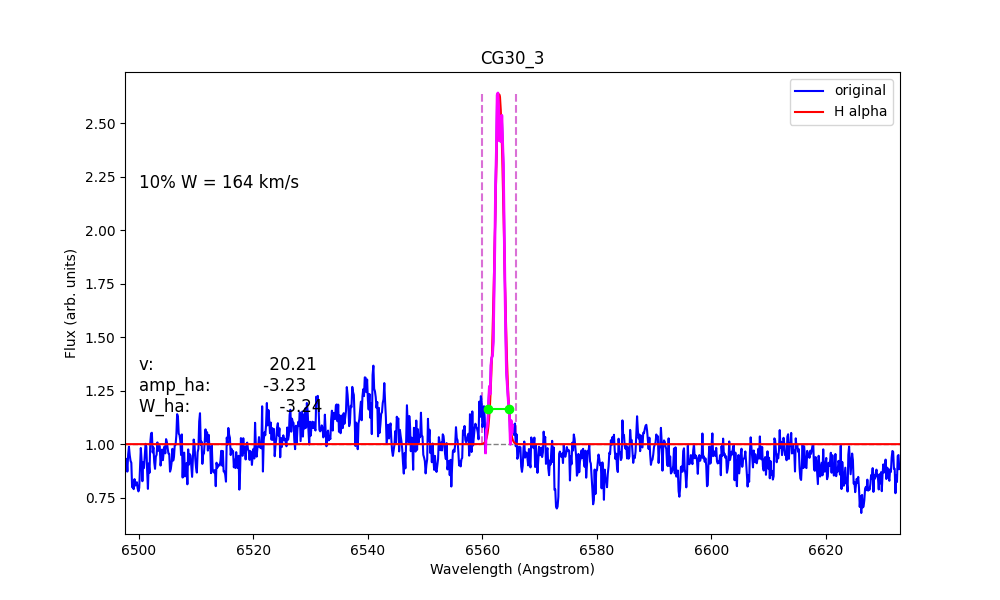 CG30_3
original
H alpha
10% W = 164 km/s
v: 20.21
amp_ha: -3.23
W_ha: -3.24
Flux (arb. units)
2.50
2.25
2.00
1.75
1.50
1.25
1.00
0.75
6500 6520 6540 6560 6580 6600 6620
Wavelength (Angstrom)